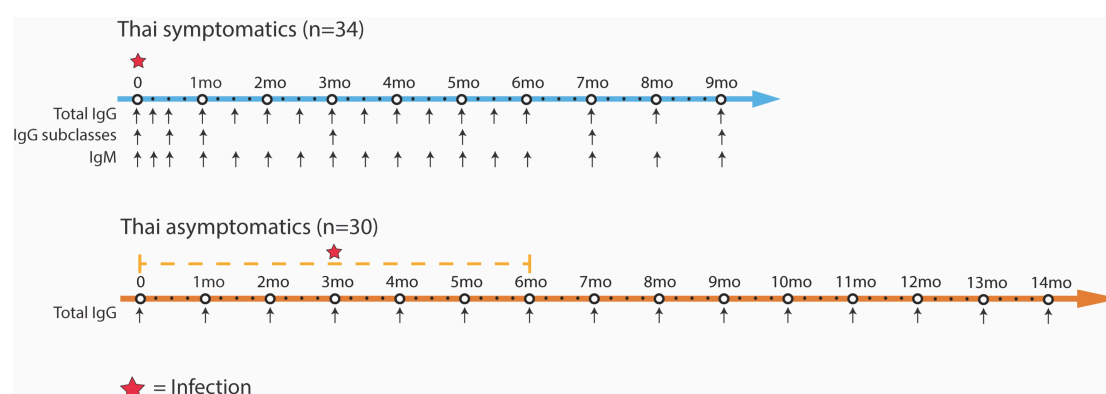 Thai symptomatics (n=34)
0 1mo 2mo 3mo 4mo 5mo 6mo 7mo 8mo 9mo
Total IgG
IgG subclasses
IgM
Thai asymptomatics (n=30)
0 1mo 2mo 3mo 4mo 5mo 6mo 7mo 8mo 9mo 10mo 11mo 12mo 13mo 14mo
Total IgG
= Infection